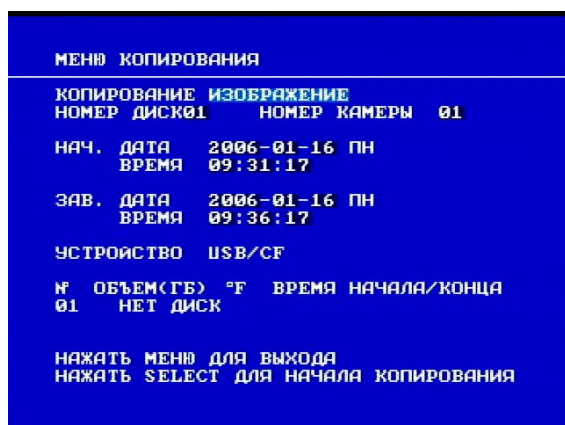 МЕНЮ КОПИРОВАНИЯ
КОПИРОВАНИЕ ИЗОБРАЖЕНИЕ
НОМЕР ДИСК01 НОМЕР КАМЕРЫ 01
НАЧ. ДАТА 2006-01-16 ПН
ВРЕМЯ 09:31:17
ЗАВ. ДАТА 2006-01-16 ПН
ВРЕМЯ 09:36:17
УСТРОЙСТВО USB/CF
№ ОБЪЕМ(ГБ) °F ВРЕМЯ НАЧАЛА/КОНЦА
01 НЕТ ДИСК
НАЖАТЬ МЕНЮ ДЛЯ ВЫХОДА
НАЖАТЬ SELECT ДЛЯ НАЧАЛА КОПИРОВАНИЯ